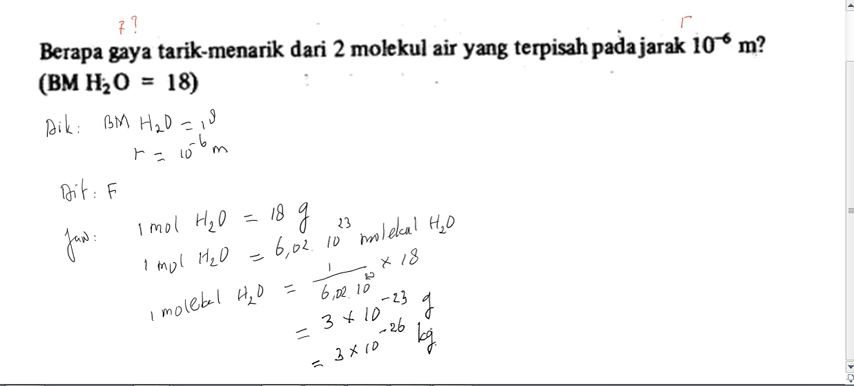 F?
r
Berapa gaya tarik-menarik dari 2 molekul air yang terpisah pada jarak 10⁻⁶ m?
(BM H₂O = 18)
Dik: BM H₂O = 18
r = 10⁻⁶ m
Dit: F
Jaw: 1 mol H₂O = 18 g
1 mol H₂O = 6,02 10²³ molekul H₂O
1 molekul H₂O = 1/6,02 10²³ × 18
= 3 × 10⁻²³ g
= 3 × 10⁻²⁶ kg